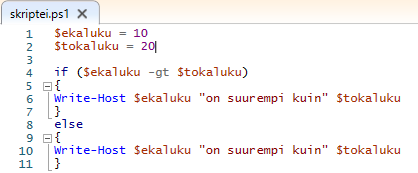 skriptei.ps1
1 $ekaluku = 10
2 $tokaluku = 20
3
4 if ($ekaluku -gt $tokaluku)
5 {
6 Write-Host $ekaluku "on suurempi kuin" $tokaluku
7 }
8 else
9 {
10 Write-Host $ekaluku "on suurempi kuin" $tokaluku
11 }